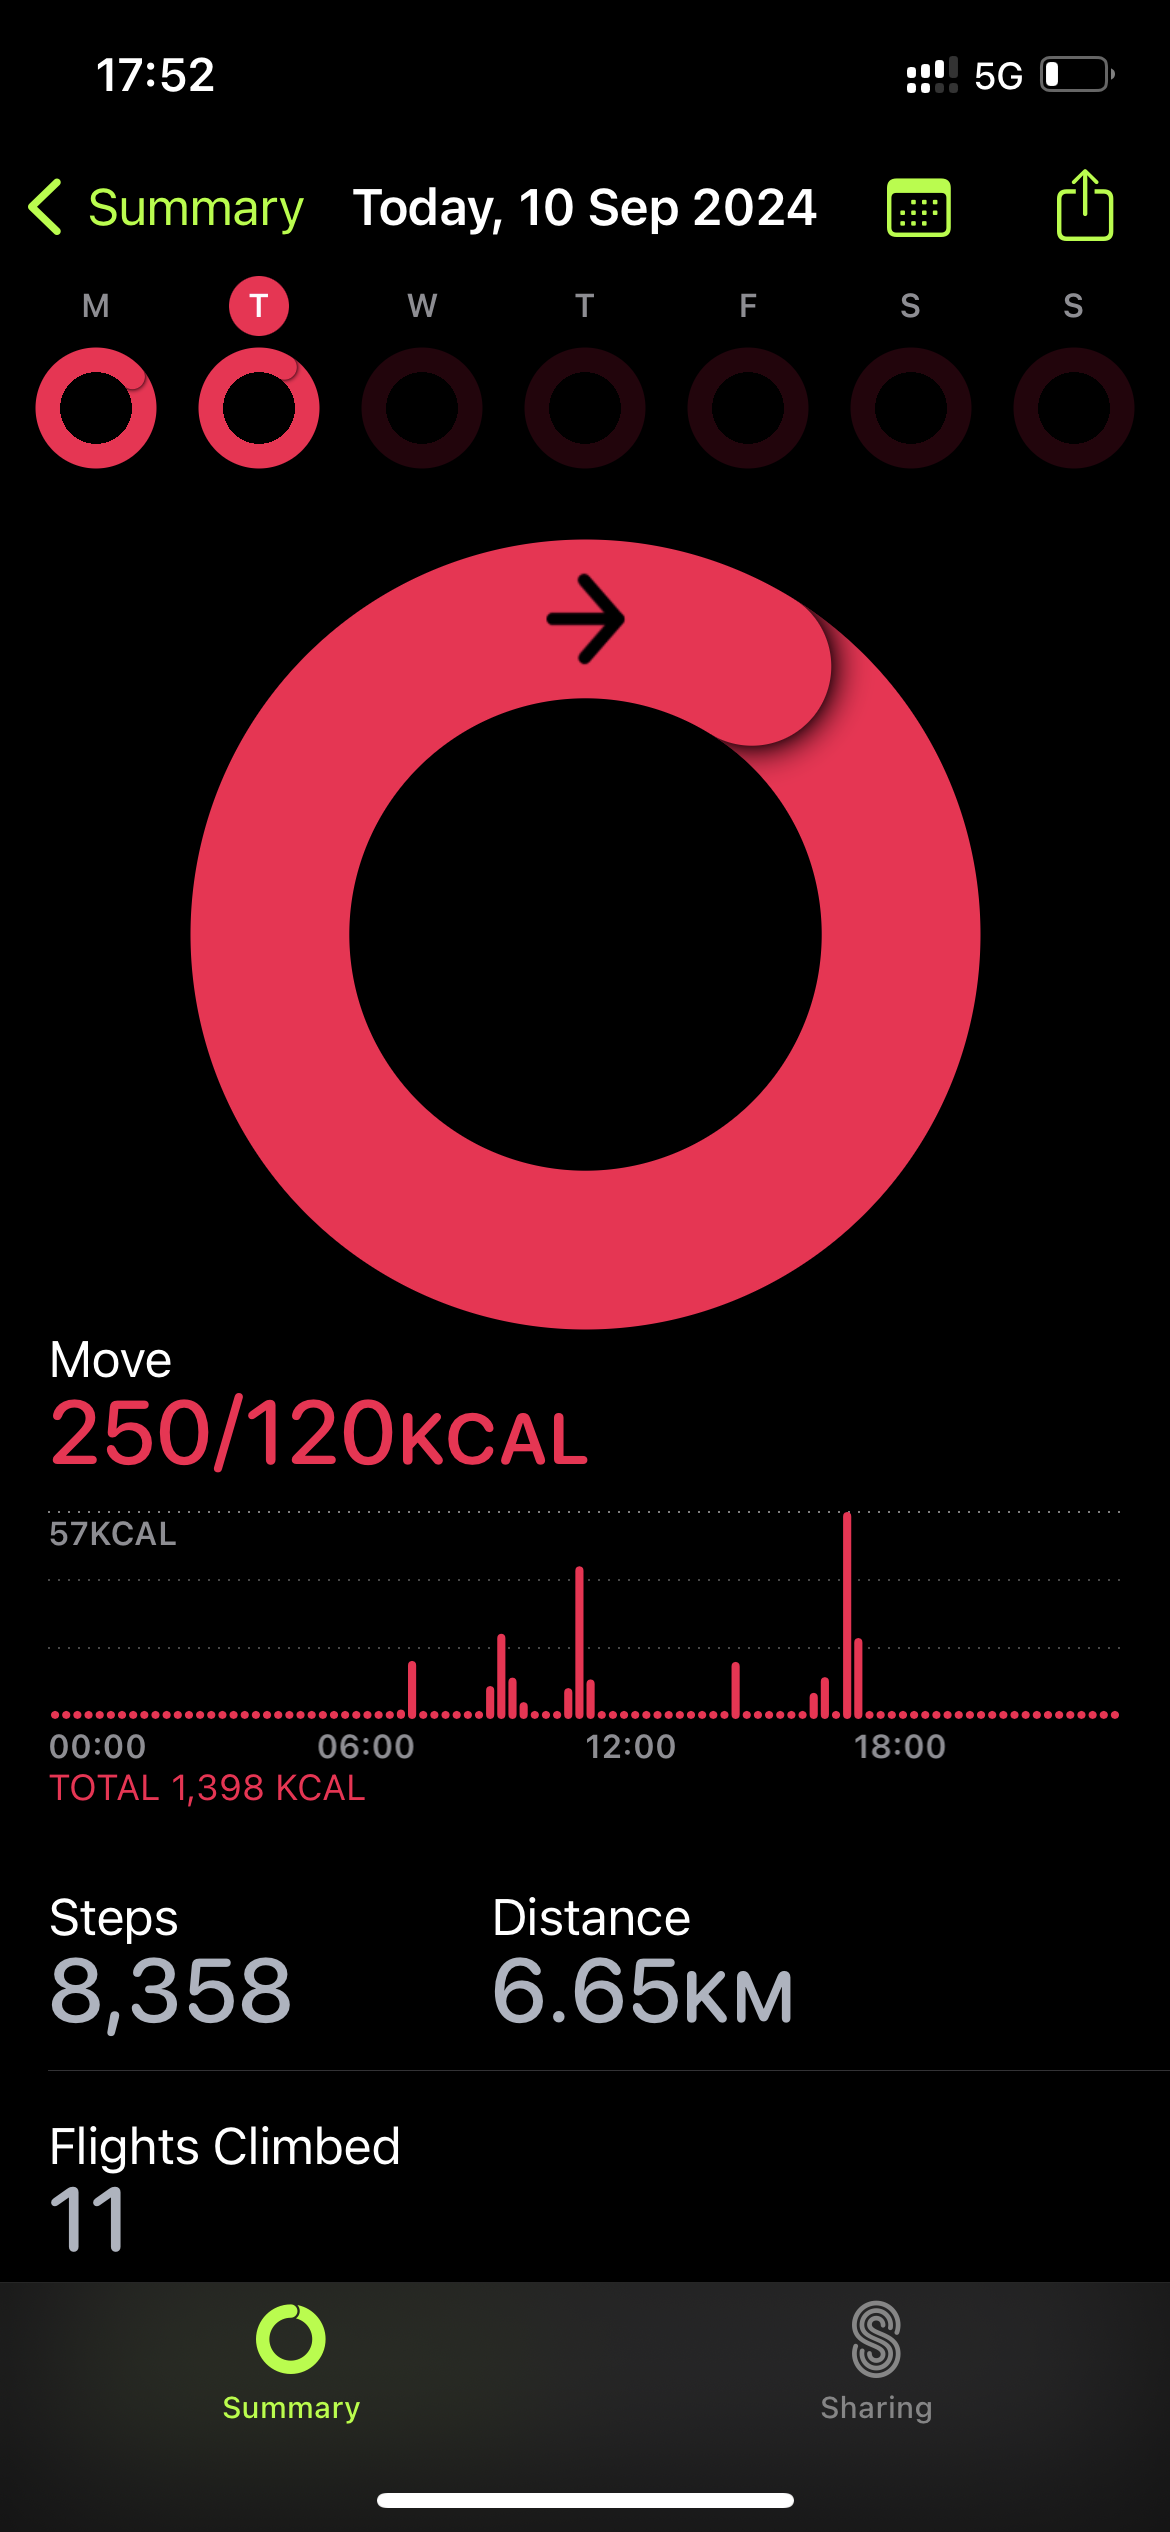 17:52 5G
Summary Today, 10 Sep 2024
M T W T F S S
Move
250/120KCAL
57KCAL
00:00 06:00 12:00 18:00
TOTAL 1,398 KCAL
Steps Distance
8,358 6.65KM
Flights Climbed
11
Summary Sharing